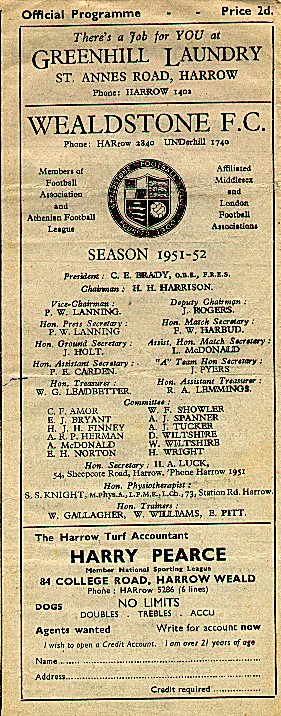 Official Programme - - Price 2d.
There's a Job for YOU at
GREENHILL LAUNDRY
ST. ANNES ROAD, HARROW
Phone: HARROW 1402
WEALDSTONE F.C.
Phone: HARrow 2840 UNDerhill 1740
Members of
Football
Association
and
Athenian Football
League
Affiliated
Middlesex
and
London
Football
Associations
SEASON 1951-52
President: C. E. BRADY, O.B.E., F.R.E.S.
Chairman: H. H. HARRISON.
Vice-Chairman:
P. W. LANNING.
Deputy Chairman:
J. ROGERS.
Hon. Press Secretary:
P. W. LANNING
Hon. Match Secretary:
F. W. HARBUD.
Hon. Ground Secretary:
J. HOLT.
Assist. Hon. Match Secretary:
L. McDONALD
Hon. Assistant Secretary:
F. E. CARDEN.
"A" Team Hon Secretary:
J. FYERS
Hon. Treasurer:
W. G. LEADBETTER
Hon. Assistant Treasurer:
R. A. LEMMINGS.
Committee:
C. F. AMOR
E. J. BRYANT
H. J. H. FINNEY
A. R. P. HERMAN
A. McDONALD
E. H. NORTON
W. F. SHOWLER
A. J. SPANNER
A. J. TUCKER
D. WILTSHIRE
W. WILTSHIRE
H. WRIGHT
Hon. Secretary: H. A. LUCK,
54, Sheepcote Road, Harrow. 'Phone Harrow 1951
Hon. Physiotherapist:
S. S. KNIGHT, M.Phys.A., L.P.M.E., L.Ch., 73, Station Rd. Harrow.
Hon. Trainers:
W. GALLAGHER, W. WILLIAMS, E. PITT.
The Harrow Turf Accountant
HARRY PEARCE
Member National Sporting League
84 COLLEGE ROAD, HARROW WEALD
Phone: HARrow 5286 (6 lines)
DOGS NO LIMITS
DOUBLES . TREBLES . ACCU
Agents wanted Write for account now
I wish to open a Credit Account. I am over 21 years of age
Name
Address
Credit required